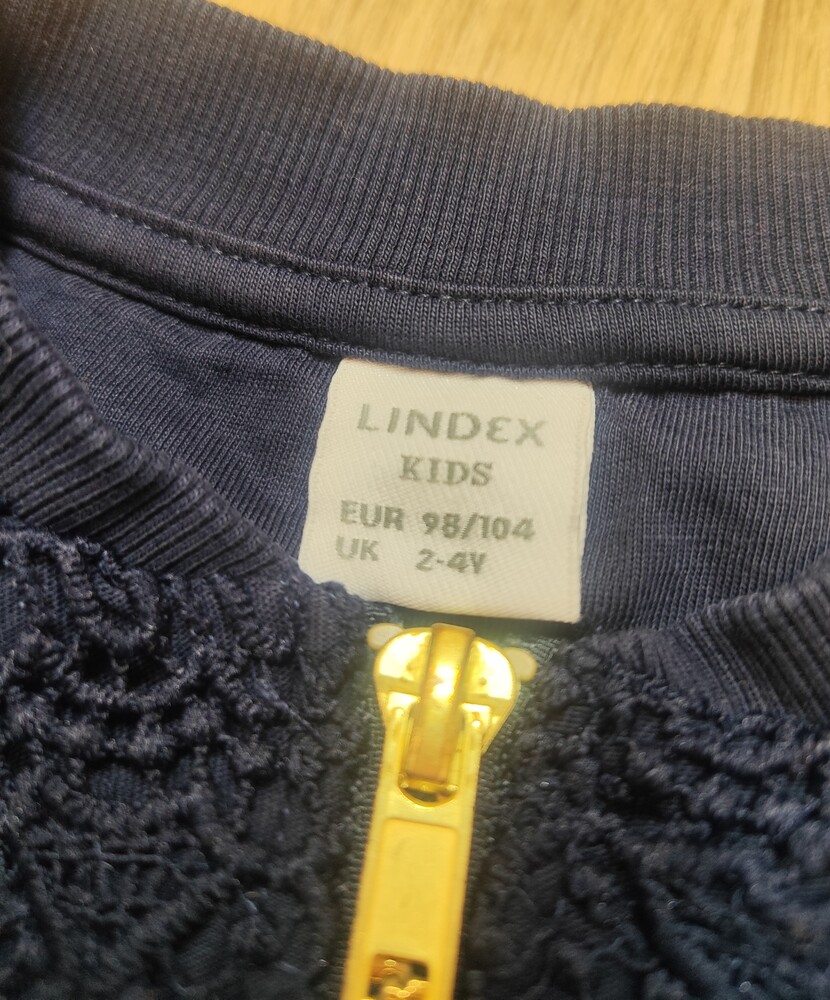 LINDEX
KIDS
EUR 98/104
UK 2-4Y